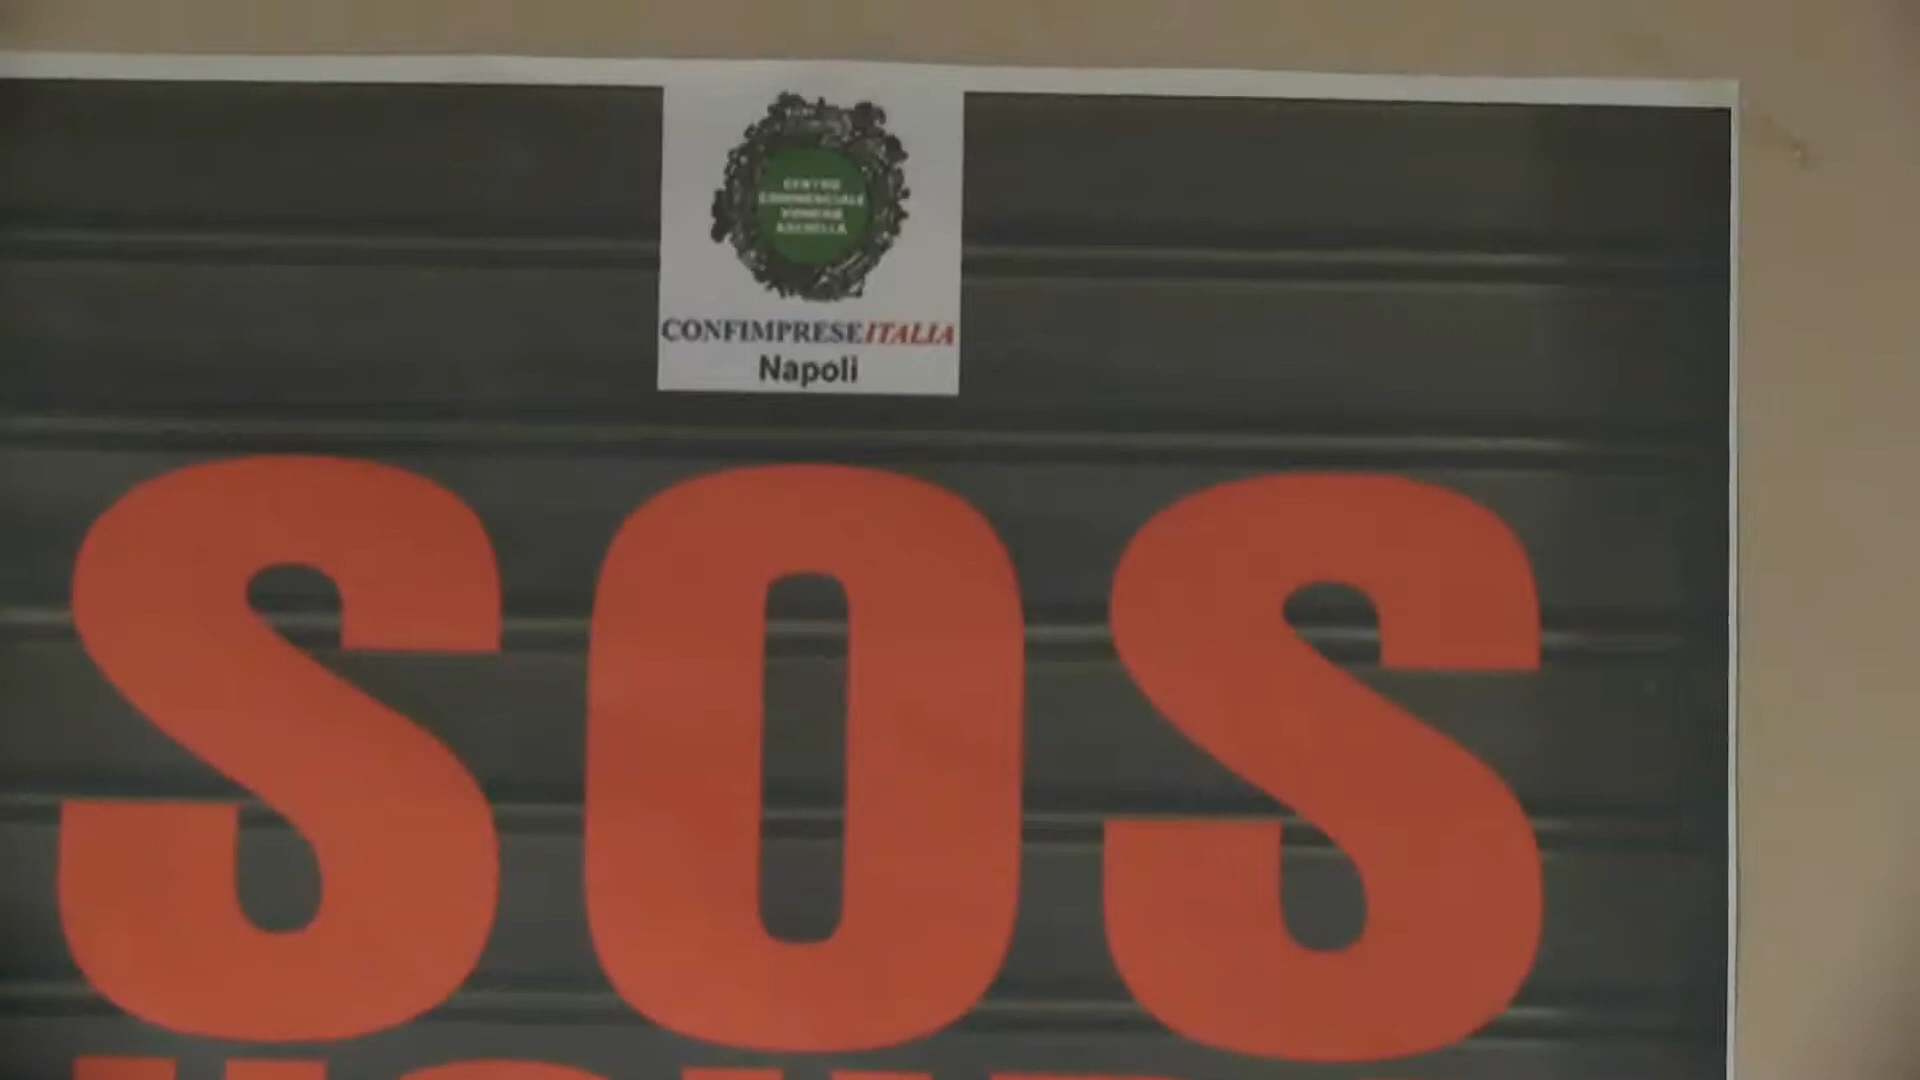 CENTRO
COMMERCIALE
VOMERO
ARENELLA
CONFIMPRESEITALIA
Napoli
SOS